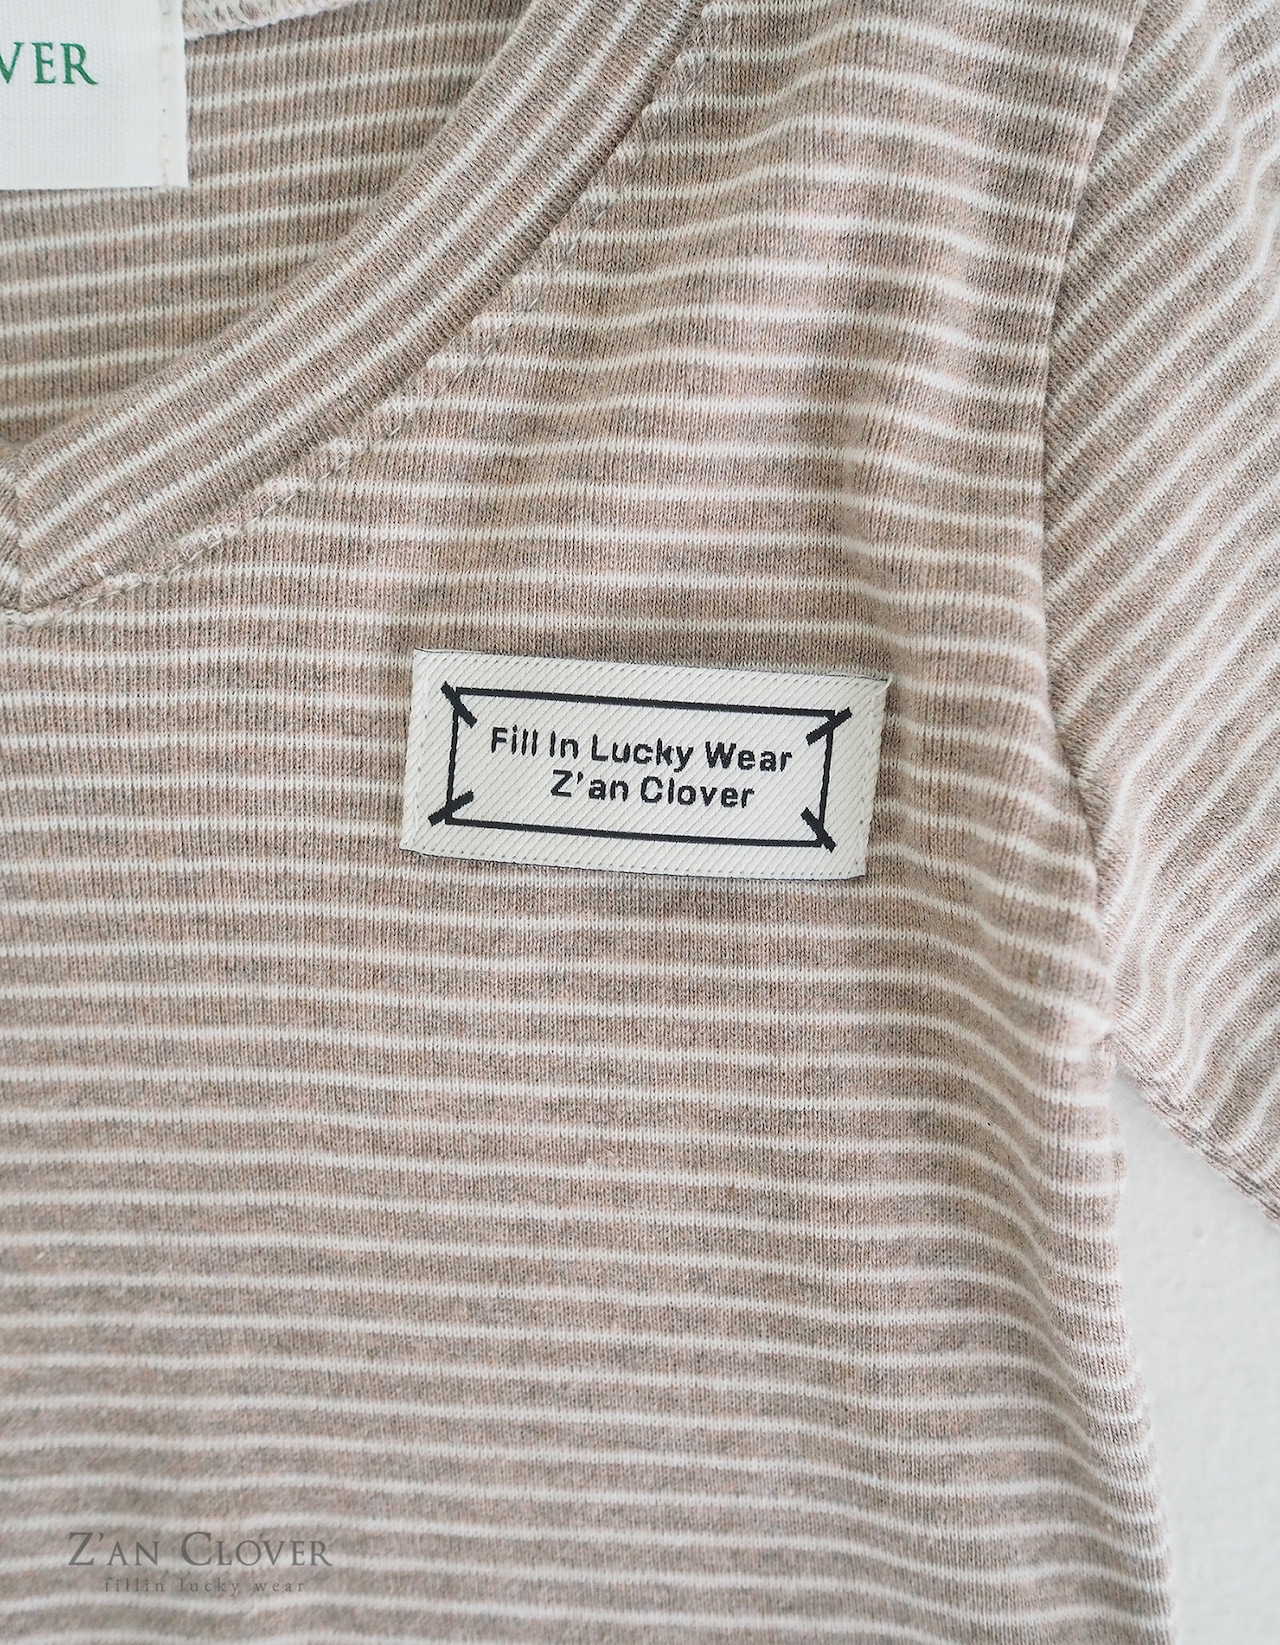 VER
Fill In Lucky Wear
Z'an Clover
Z'AN CLOVER
fillin lucky wear